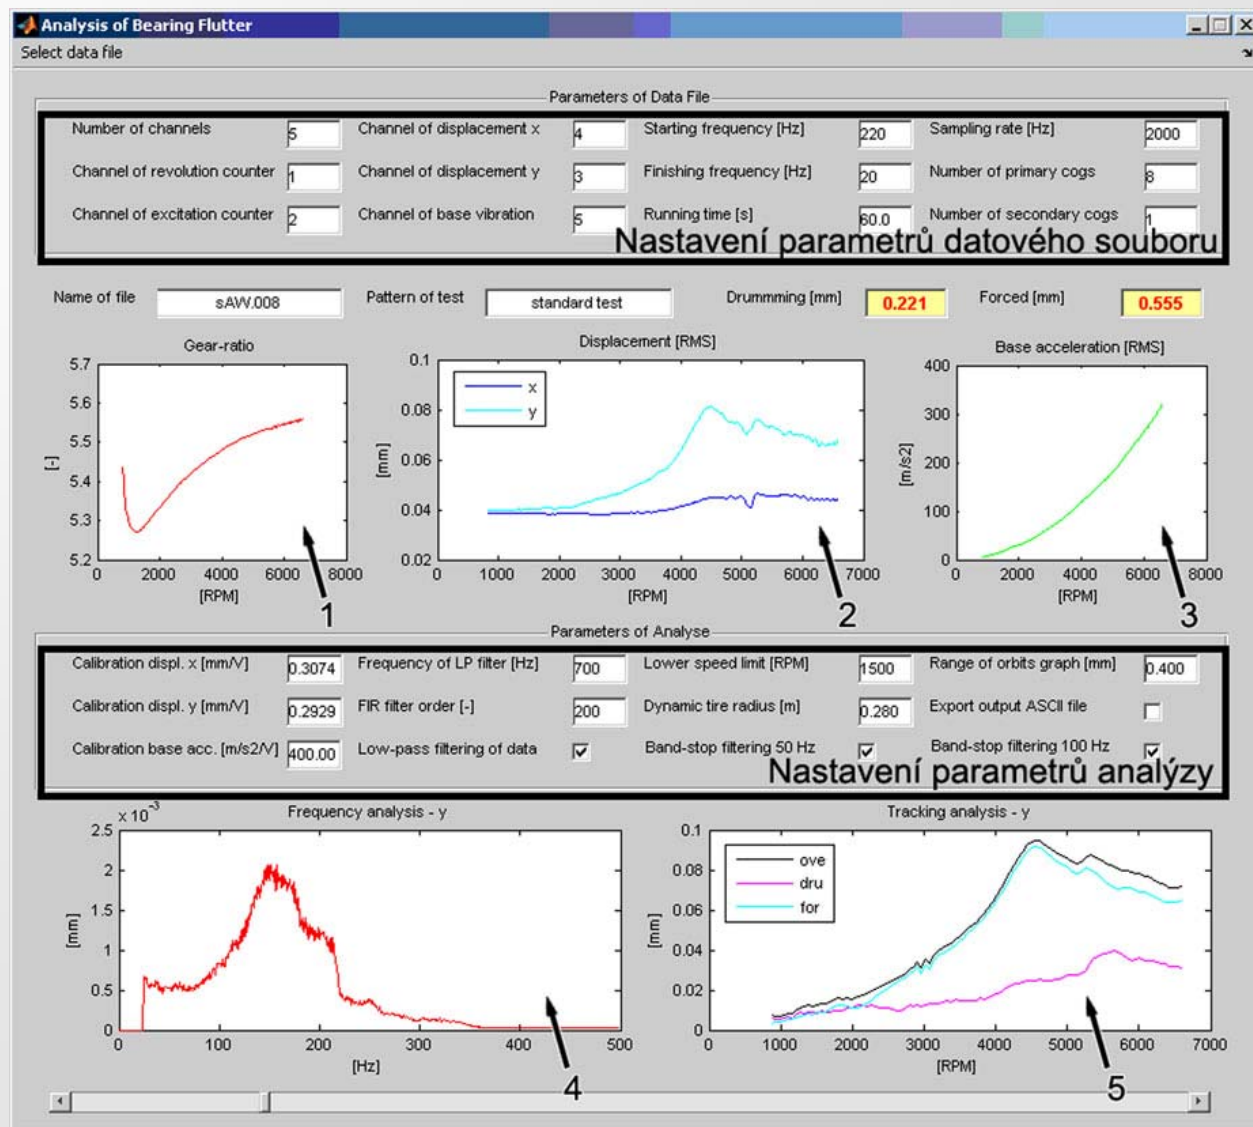 Analysis of Bearing Flutter
Select data file
Parameters of Data File
Number of channels 5 Channel of displacement x 4 Starting frequency [Hz] 220 Sampling rate [Hz] 2000
Channel of revolution counter 1 Channel of displacement y 3 Finishing frequency [Hz] 20 Number of primary cogs 8
Channel of excitation counter 2 Channel of base vibration 5 Running time [s] 60.0 Number of secondary cogs 1
Nastavení parametrů datového souboru
Name of file sAW.008 Pattern of test standard test Drummming [mm] 0.221 Forced [mm] 0.555
Gear-ratio
5.7
5.6
5.5
5.4
5.3
5.2
[-]
0 2000 4000 6000 8000
[RPM]
1
Displacement [RMS]
x
y
0.1
0.08
0.06
0.04
0.02
[mm]
0 1000 2000 3000 4000 5000 6000 7000
[RPM]
2
Base acceleration [RMS]
400
300
200
100
0
[m/s2]
0 2000 4000 6000 8000
[RPM]
3
Parameters of Analyse
Calibration displ. x [mm/V] 0.3074 Frequency of LP filter [Hz] 700 Lower speed limit [RPM] 1500 Range of orbits graph [mm] 0.400
Calibration displ. y [mm/V] 0.2929 FIR filter order [-] 200 Dynamic tire radius [m] 0.280 Export output ASCII file
Calibration base acc. [m/s2/V] 400.00 Low-pass filtering of data Band-stop filtering 50 Hz Band-stop filtering 100 Hz
Nastavení parametrů analýzy
Frequency analysis - y
x 10-3
2.5
2
1.5
1
0.5
0
[mm]
0 100 200 300 400 500
[Hz]
4
Tracking analysis - y
ove
dru
for
0.1
0.08
0.06
0.04
0.02
0
[mm]
0 1000 2000 3000 4000 5000 6000 7000
[RPM]
5